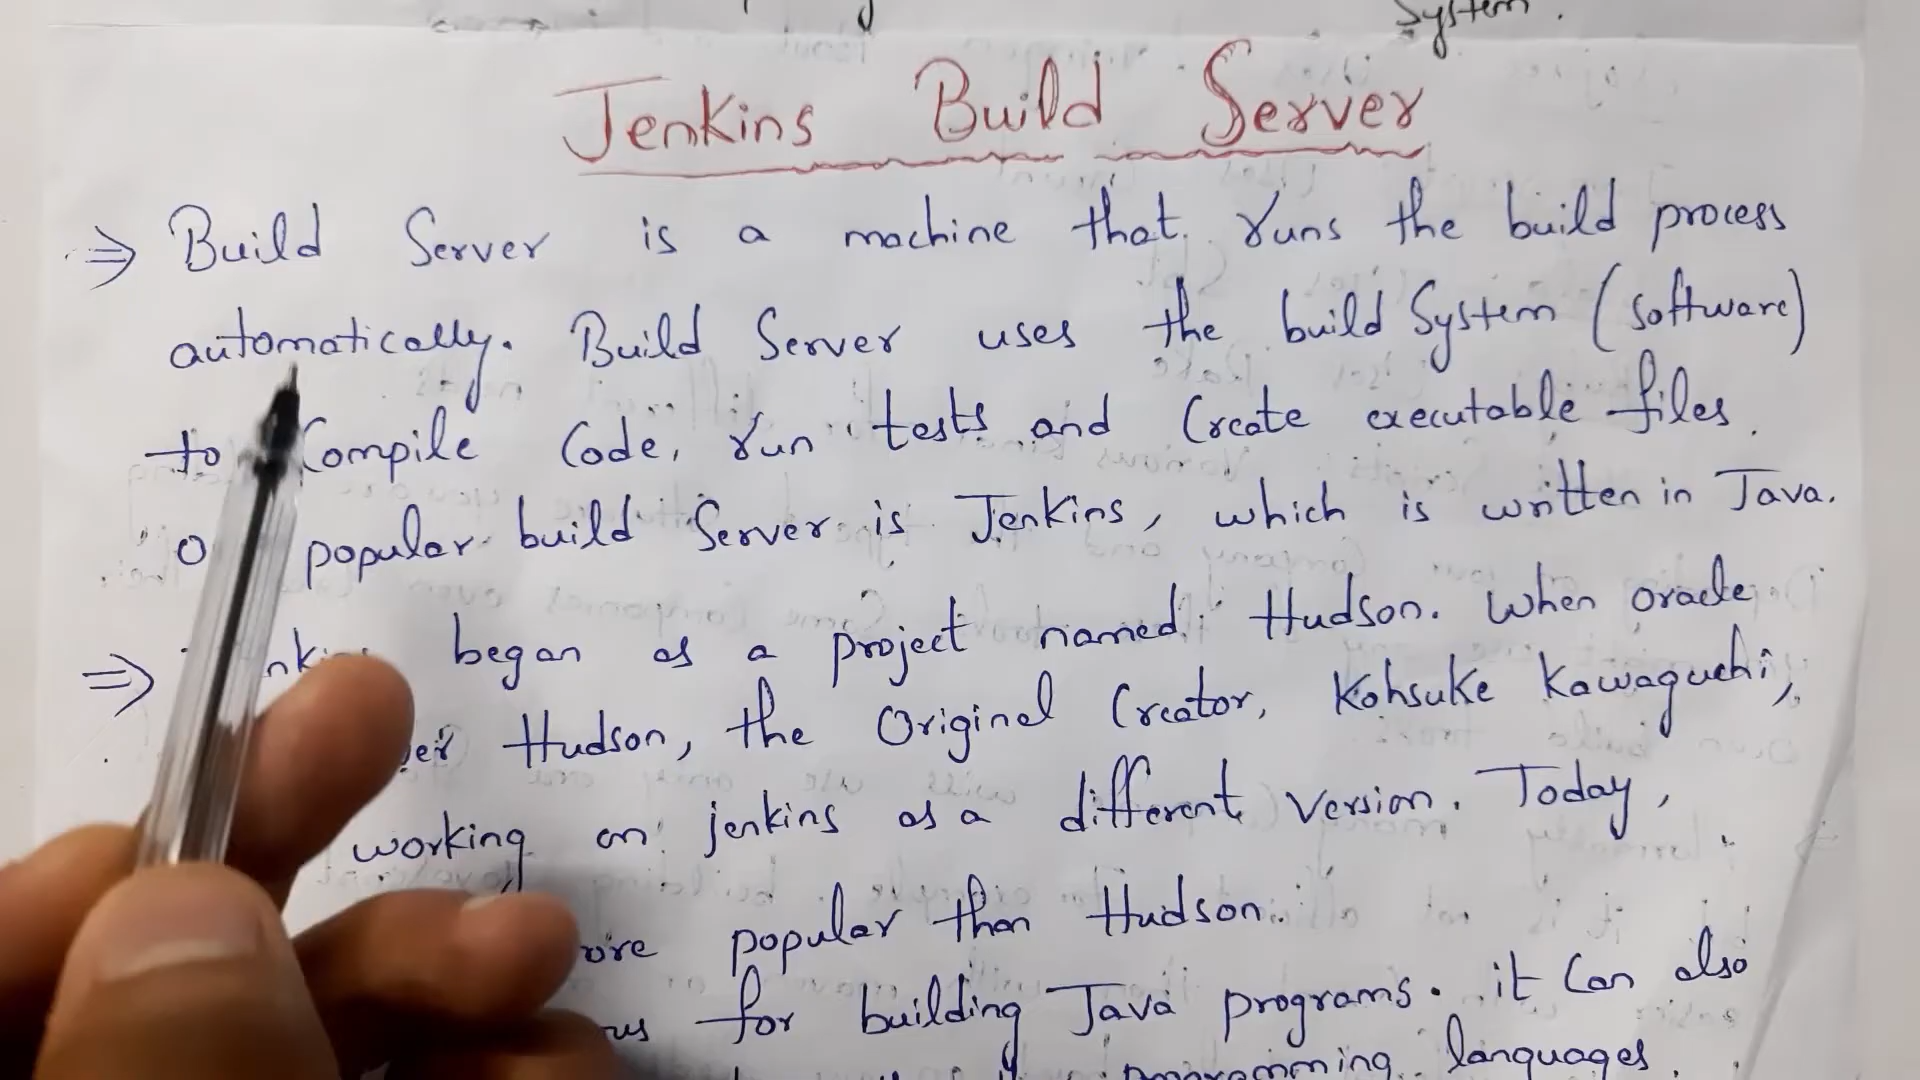 System.
Jenkins Build Server
⇒ Build Server is a machine that runs the build process
automatically. Build Server uses the build System (software)
to Compile Code, run tests and Create executable files.
popular build Server is Jenkins, which is written in Java.
⇒ began as a project named Hudson. When oracle
Hudson, the Original Creator, Kohsuke Kawaguchi,
working on jenkins as a different version. Today,
popular than Hudson.
for building Java programs. it Can also
programming languages.